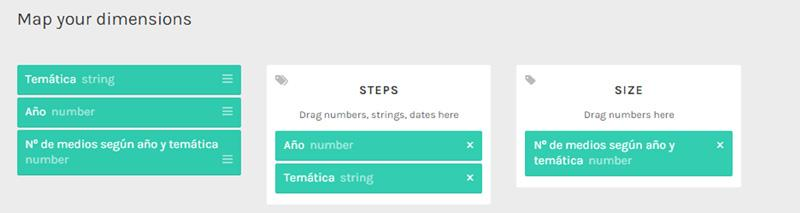 Map your dimensions
Temática string
Año number
Nº de medios según año y temática
number
STEPS
Drag numbers, strings, dates here
Año number
Temática string
SIZE
Drag numbers here
Nº de medios según año y
temática number